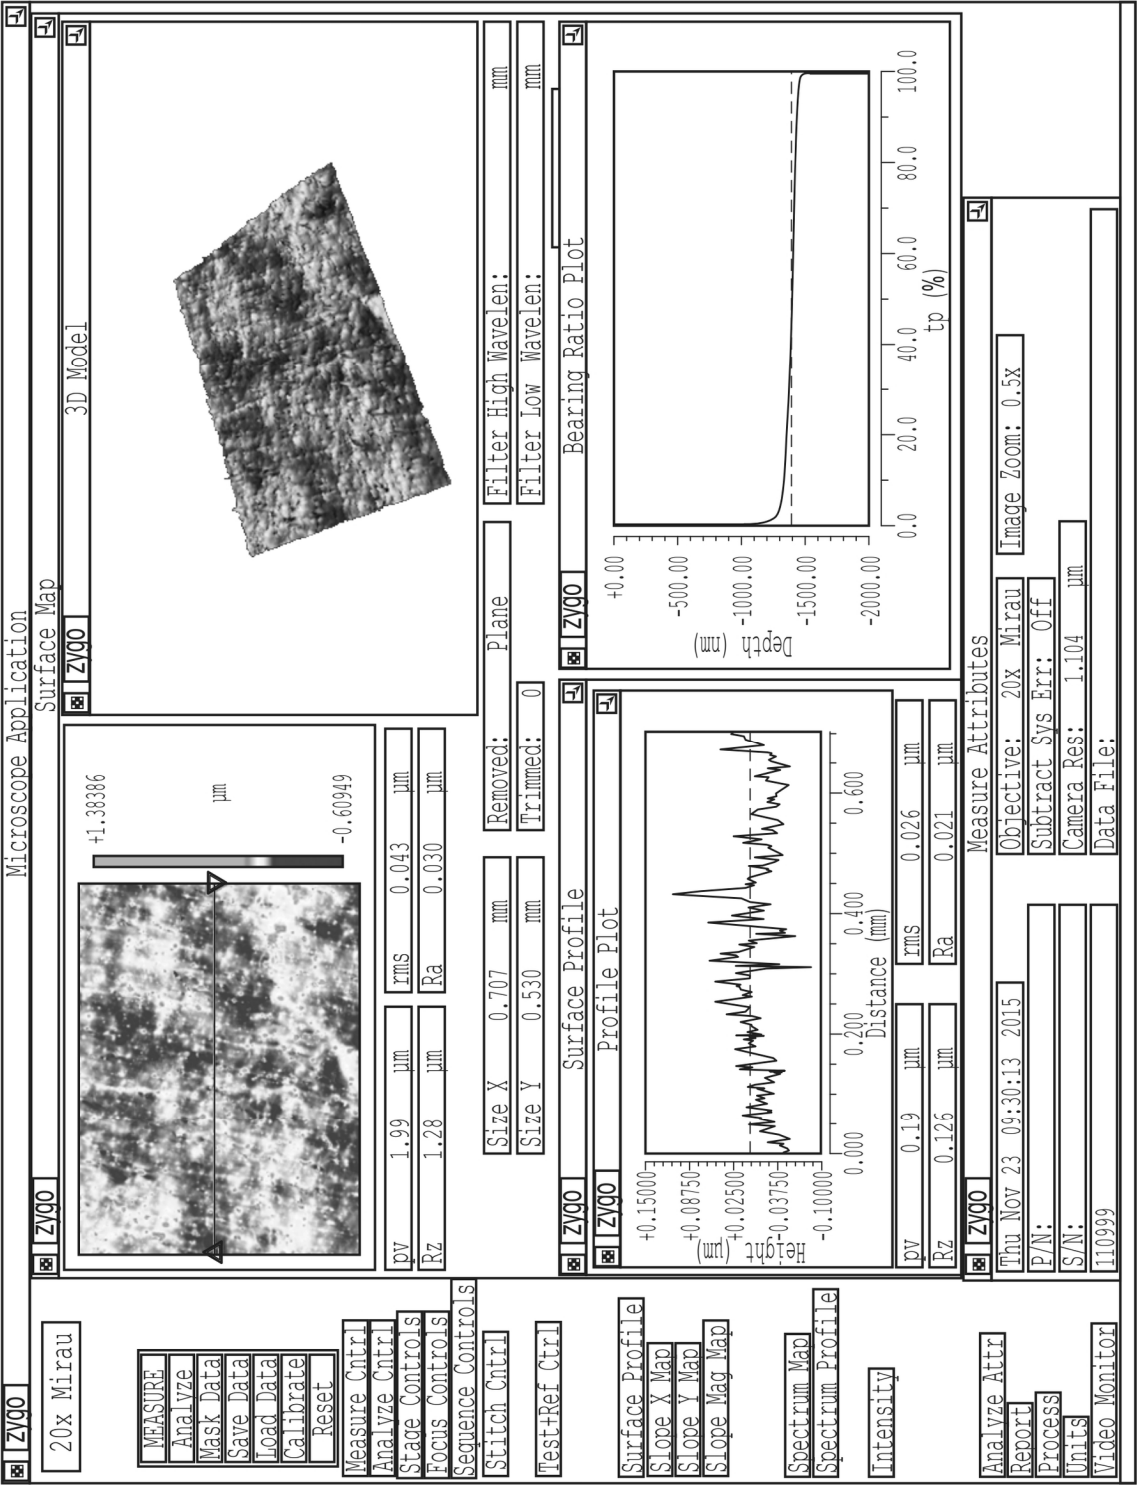 zygo Microscope Application
20x Mirau
MEASURE
Analyze
Mask Data
Save Data
Load Data
Calibrate
Reset
Measure Cntrl
Analyze Cntrl
Stage Controls
Focus Controls
Sequence Controls
Stitch Cntrl
Test+Ref Ctrl
Surface Profile
Slope X Map
Slope Y Map
Slope Mag Map
Spectrum Map
Spectrum Profile
Intensity
Analyze Attr
Report
Process
Units
Video Monitor
zygo Surface Map
+1.38386
µm
-0.60949
pv 1.99 µm
rms 0.043 µm
Rz 1.28 µm
Ra 0.030 µm
zygo 3D Model
Size X 0.707 mm
Size Y 0.530 mm
Removed: Plane
Trimmed: 0
Filter High Wavelen: mm
Filter Low Wavelen: mm
zygo Surface Profile
zygo Profile Plot
+0.15000
+0.08750
+0.02500
-0.03750
-0.10000
Height (µm)
0.000 0.200 0.400 0.600
Distance (mm)
pv 0.19 µm
rms 0.026 µm
Rz 0.126 µm
Ra 0.021 µm
zygo Bearing Ratio Plot
+0.00
-500.00
-1000.00
-1500.00
-2000.00
Depth (nm)
0.0 20.0 40.0 60.0 80.0 100.0
tp (%)
zygo Measure Attributes
Thu Nov 23 09:30:13 2015
P/N:
S/N:
110999
Objective: 20x Mirau
Image Zoom: 0.5x
Subtract Sys Err: Off
Camera Res: 1.104 µm
Data File: